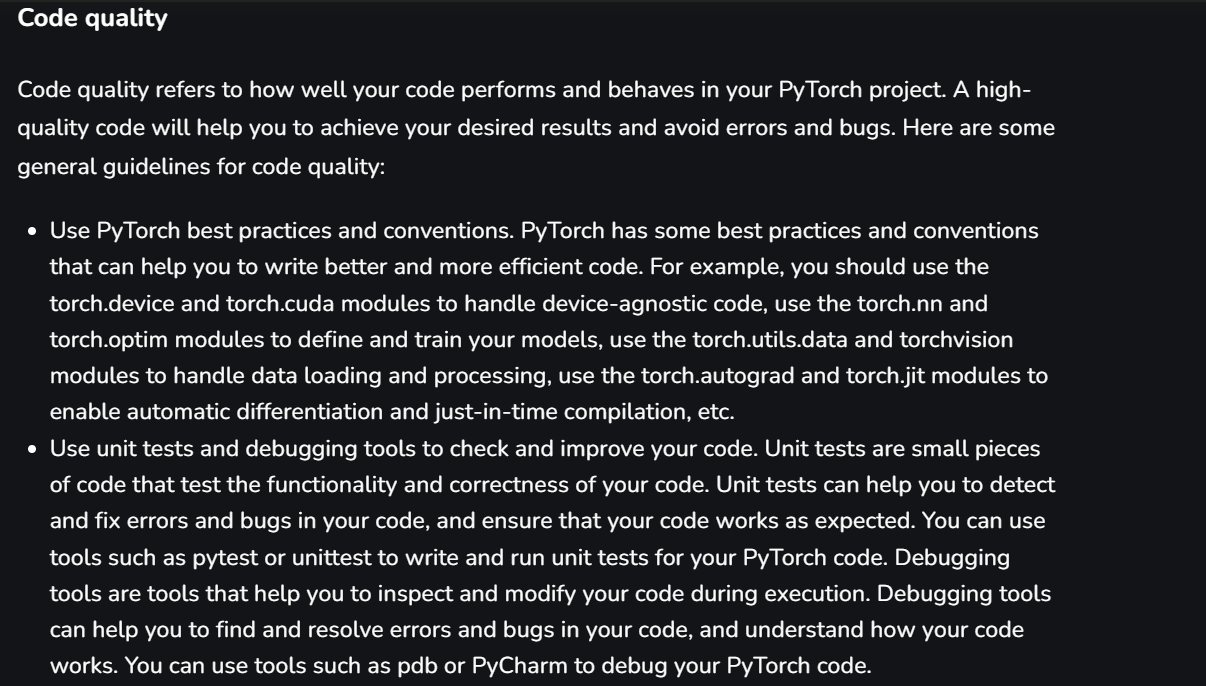 Code quality
Code quality refers to how well your code performs and behaves in your PyTorch project. A high-
quality code will help you to achieve your desired results and avoid errors and bugs. Here are some
general guidelines for code quality:
• Use PyTorch best practices and conventions. PyTorch has some best practices and conventions
that can help you to write better and more efficient code. For example, you should use the
torch.device and torch.cuda modules to handle device-agnostic code, use the torch.nn and
torch.optim modules to define and train your models, use the torch.utils.data and torchvision
modules to handle data loading and processing, use the torch.autograd and torch.jit modules to
enable automatic differentiation and just-in-time compilation, etc.
• Use unit tests and debugging tools to check and improve your code. Unit tests are small pieces
of code that test the functionality and correctness of your code. Unit tests can help you to detect
and fix errors and bugs in your code, and ensure that your code works as expected. You can use
tools such as pytest or unittest to write and run unit tests for your PyTorch code. Debugging
tools are tools that help you to inspect and modify your code during execution. Debugging tools
can help you to find and resolve errors and bugs in your code, and understand how your code
works. You can use tools such as pdb or PyCharm to debug your PyTorch code.